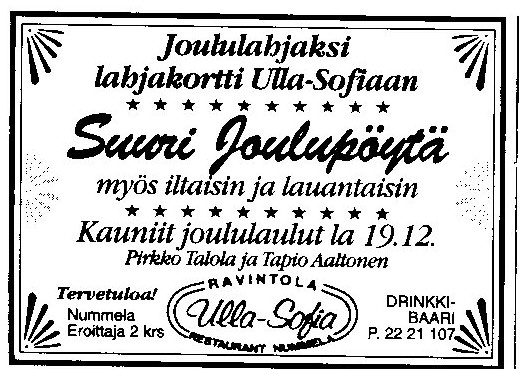 Joululahjaksi
lahjakortti Ulla-Sofiaan
Suuri Joulupöytä
myös iltaisin ja lauantaisin
Kauniit joululaulut la 19.12.
Pirkko Talola ja Tapio Aaltonen
Tervetuloa!
Nummela
Eroittaja 2 krs
RAVINTOLA
Ulla-Sofia
RESTAURANT NUMMELA
DRINKKI-
BAARI
P. 22 21 107